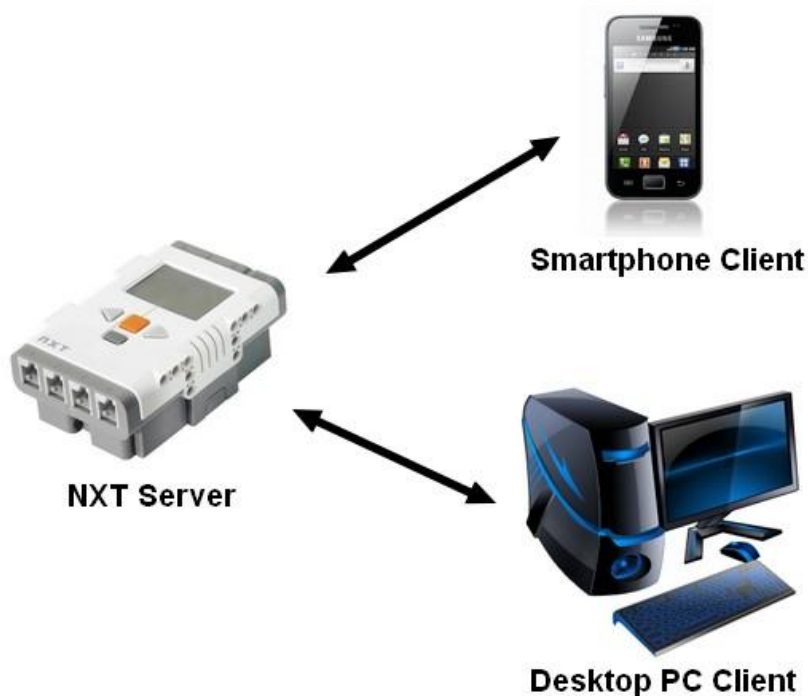 SAMSUNG
Smartphone Client
NXT
NXT Server
Desktop PC Client